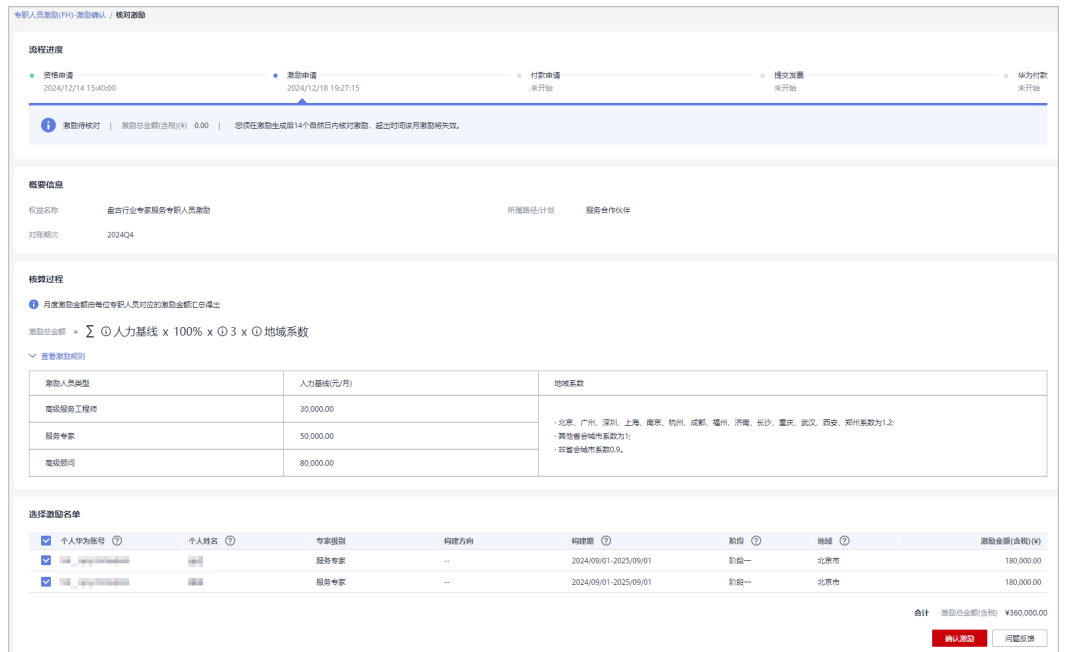 专职人员激励(FH)-激励确认 / 核对激励
流程进度
资格申请 激励申请 付款申请 提交发票 华为付款
2024/12/14 15:40:00 2024/12/18 19:27:15 未开始 未开始 未开始
激励待核对 | 激励总金额(含税)(¥) 0.00 | 您须在激励生成后14个自然日内核对激励，超出时间该月激励将失效。
概要信息
权益名称 盘古行业专家服务专职人员激励 所属路径/计划 服务合作伙伴
对账期次 2024Q4
核算过程
月度激励金额由每位专职人员对应的激励金额汇总得出
激励总金额 = ∑ 人力基线 x 100% x 3 x 地域系数
查看激励规则
激励人员类型 人力基线(元/月) 地域系数
高级服务工程师 30,000.00
服务专家 50,000.00
高级顾问 80,000.00
· 北京、广州、深圳、上海、南京、杭州、成都、福州、济南、长沙、重庆、武汉、西安、郑州系数为1.2;
· 其他省会城市系数为1;
· 非省会城市系数0.9。
选择激励名单
个人华为账号 个人姓名 专家级别 构建方向 构建期 阶段 地域 激励金额(含税)(¥)
服务专家 -- 2024/09/01-2025/09/01 阶段一 北京市 180,000.00
服务专家 -- 2024/09/01-2025/09/01 阶段一 北京市 180,000.00
合计 激励总金额(含税) ¥360,000.00
确认激励 问题反馈